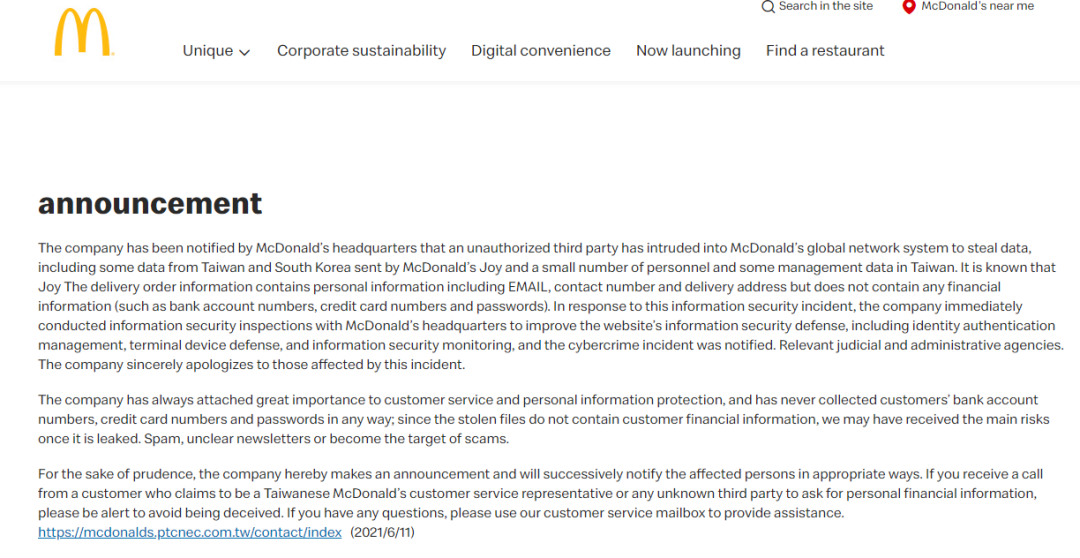 Search in the site
McDonald's near me
Unique
Corporate sustainability
Digital convenience
Now launching
Find a restaurant
announcement
The company has been notified by McDonald's headquarters that an unauthorized third party has intruded into McDonald's global network system to steal data,
including some data from Taiwan and South Korea sent by McDonald's Joy and a small number of personnel and some management data in Taiwan. It is known that
Joy The delivery order information contains personal information including EMAIL, contact number and delivery address but does not contain any financial
information (such as bank account numbers, credit card numbers and passwords). In response to this information security incident, the company immediately
conducted information security inspections with McDonald's headquarters to improve the website's information security defense, including identity authentication
management, terminal device defense, and information security monitoring, and the cybercrime incident was notified. Relevant judicial and administrative agencies.
The company sincerely apologizes to those affected by this incident.
The company has always attached great importance to customer service and personal information protection, and has never collected customers' bank account
numbers, credit card numbers and passwords in any way; since the stolen files do not contain customer financial information, we may have received the main risks
once it is leaked. Spam, unclear newsletters or become the target of scams.
For the sake of prudence, the company hereby makes an announcement and will successively notify the affected persons in appropriate ways. If you receive a call
from a customer who claims to be a Taiwanese McDonald's customer service representative or any unknown third party to ask for personal financial information,
please be alert to avoid being deceived. If you have any questions, please use our customer service mailbox to provide assistance.
https://mcdonalds.ptcnec.com.tw/contact/index (2021/6/11)